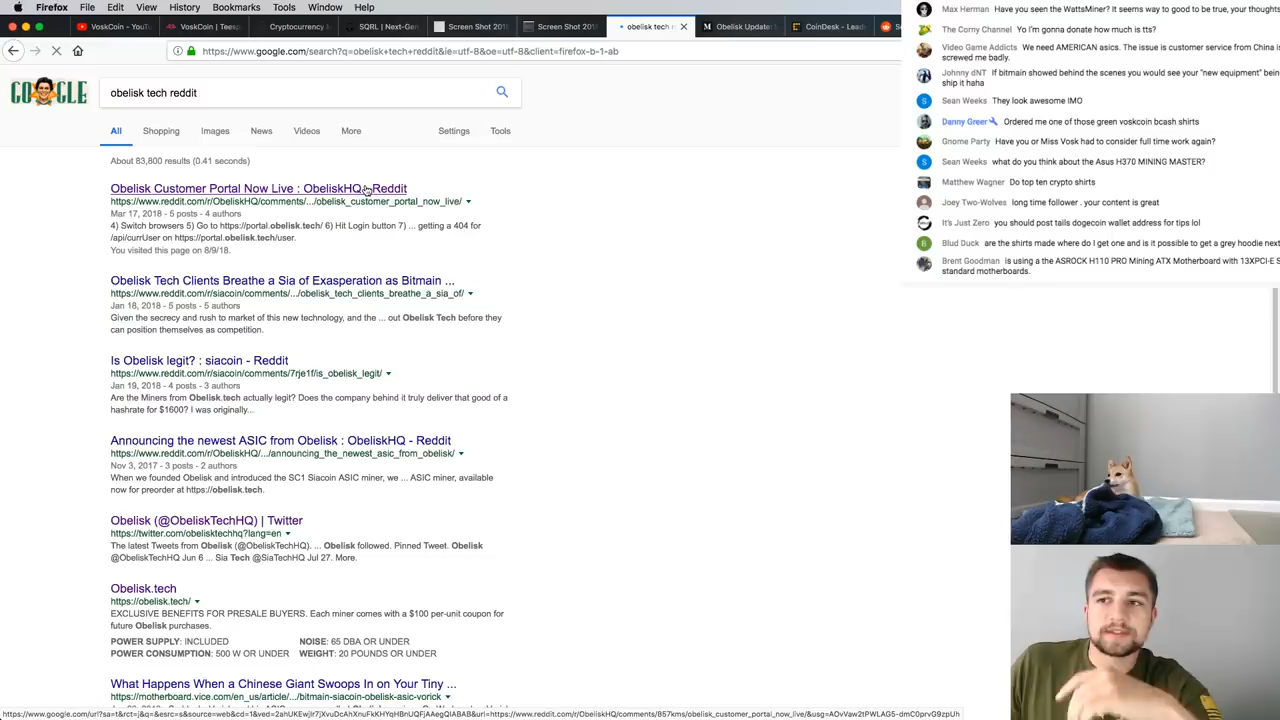 Firefox File Edit View History Bookmarks Tools Window Help
VoskCoin - YouT
Cryptocurrency M
SQRL | Next-Gen
Screen Shot 201
Screen Shot 201
obelisk tech r
Obelisk Update!
CoinDesk - Leadi
https://www.google.com/search?q=obelisk+tech+reddit&ie=utf-8&oe=utf-8&client=firefox-b-1-ab
GOOGLE
obelisk tech reddit
All Shopping Images News Videos More Settings Tools
About 83,800 results (0.41 seconds)
Obelisk Customer Portal Now Live : ObeliskHQ - Reddit
https://www.reddit.com/r/ObeliskHQ/comments/.../obelisk_customer_portal_now_live/
Mar 17, 2018 - 5 posts - 4 authors
4) Switch browsers 5) Go to https://portal.obelisk.tech/ 6) Hit Login button 7) ... getting a 404 for
/api/currUser on https://portal.obelisk.tech/user.
You visited this page on 8/9/18.
Obelisk Tech Clients Breathe a Sia of Exasperation as Bitmain ...
https://www.reddit.com/r/siacoin/comments/.../obelisk_tech_clients_breathe_a_sia_of/
Jan 18, 2018 - 5 posts - 5 authors
Given the secrecy and rush to market of this new technology, and the ... out Obelisk Tech before they
can position themselves as competition.
Is Obelisk legit? : siacoin - Reddit
https://www.reddit.com/r/siacoin/comments/7rje1f/is_obelisk_legit/
Jan 19, 2018 - 4 posts - 3 authors
Are the Miners from Obelisk.tech actually legit? Does the company behind it truly deliver that good of a
hashrate for $1600? I was originally...
Announcing the newest ASIC from Obelisk : ObeliskHQ - Reddit
https://www.reddit.com/r/ObeliskHQ/.../announcing_the_newest_asic_from_obelisk/
Nov 3, 2017 - 3 posts - 2 authors
When we founded Obelisk and introduced the SC1 Siacoin ASIC miner, we ... ASIC miner, available
now for preorder at https://obelisk.tech.
Obelisk (@ObeliskTechHQ) | Twitter
https://twitter.com/obelisktechhq?lang=en
The latest Tweets from Obelisk (@ObeliskTechHQ). ... Obelisk followed. Pinned Tweet. Obelisk
@ObeliskTechHQ Jun 6 ... Sia Tech @SiaTechHQ Jul 27. More.
Obelisk.tech
https://obelisk.tech/
EXCLUSIVE BENEFITS FOR PRESALE BUYERS. Each miner comes with a $100 per-unit coupon for
future Obelisk purchases.
POWER SUPPLY: INCLUDED NOISE: 65 DBA OR UNDER
POWER CONSUMPTION: 500 W OR UNDER WEIGHT: 20 POUNDS OR UNDER
What Happens When a Chinese Giant Swoops In on Your Tiny ...
https://motherboard.vice.com/en_us/article/.../bitmain-siacoin-obelisk-asic-vorick
Max Herman Have you seen the WattsMiner? It seems way to good to be true, your thoughts
The Corny Channel Yo I'm gonna donate how much is tts?
Video Game Addicts We need AMERICAN asics. The issue is customer service from China is
screwed me badly.
Johnny dNT If bitmain showed behind the scenes you would see your "new equipment" bein
ship it haha
Sean Weeks They look awesome IMO
Danny Greer Ordered me one of those green voskcoin bcash shirts
Gnome Party Have you or Miss Vosk had to consider full time work again?
Sean Weeks what do you think about the Asus H370 MINING MASTER?
Matthew Wagner Do top ten crypto shirts
Joey Two-Wolves long time follower . your content is great
It's Just Zero you should post tails dogecoin wallet address for tips lol
Blud Duck are the shirts made where do I get one and is it possible to get a grey hoodie next
Brent Goodman is using a ASROCK H110 PRO Mining ATX Motherboard with 13XPCI-E S
standard motherboards.